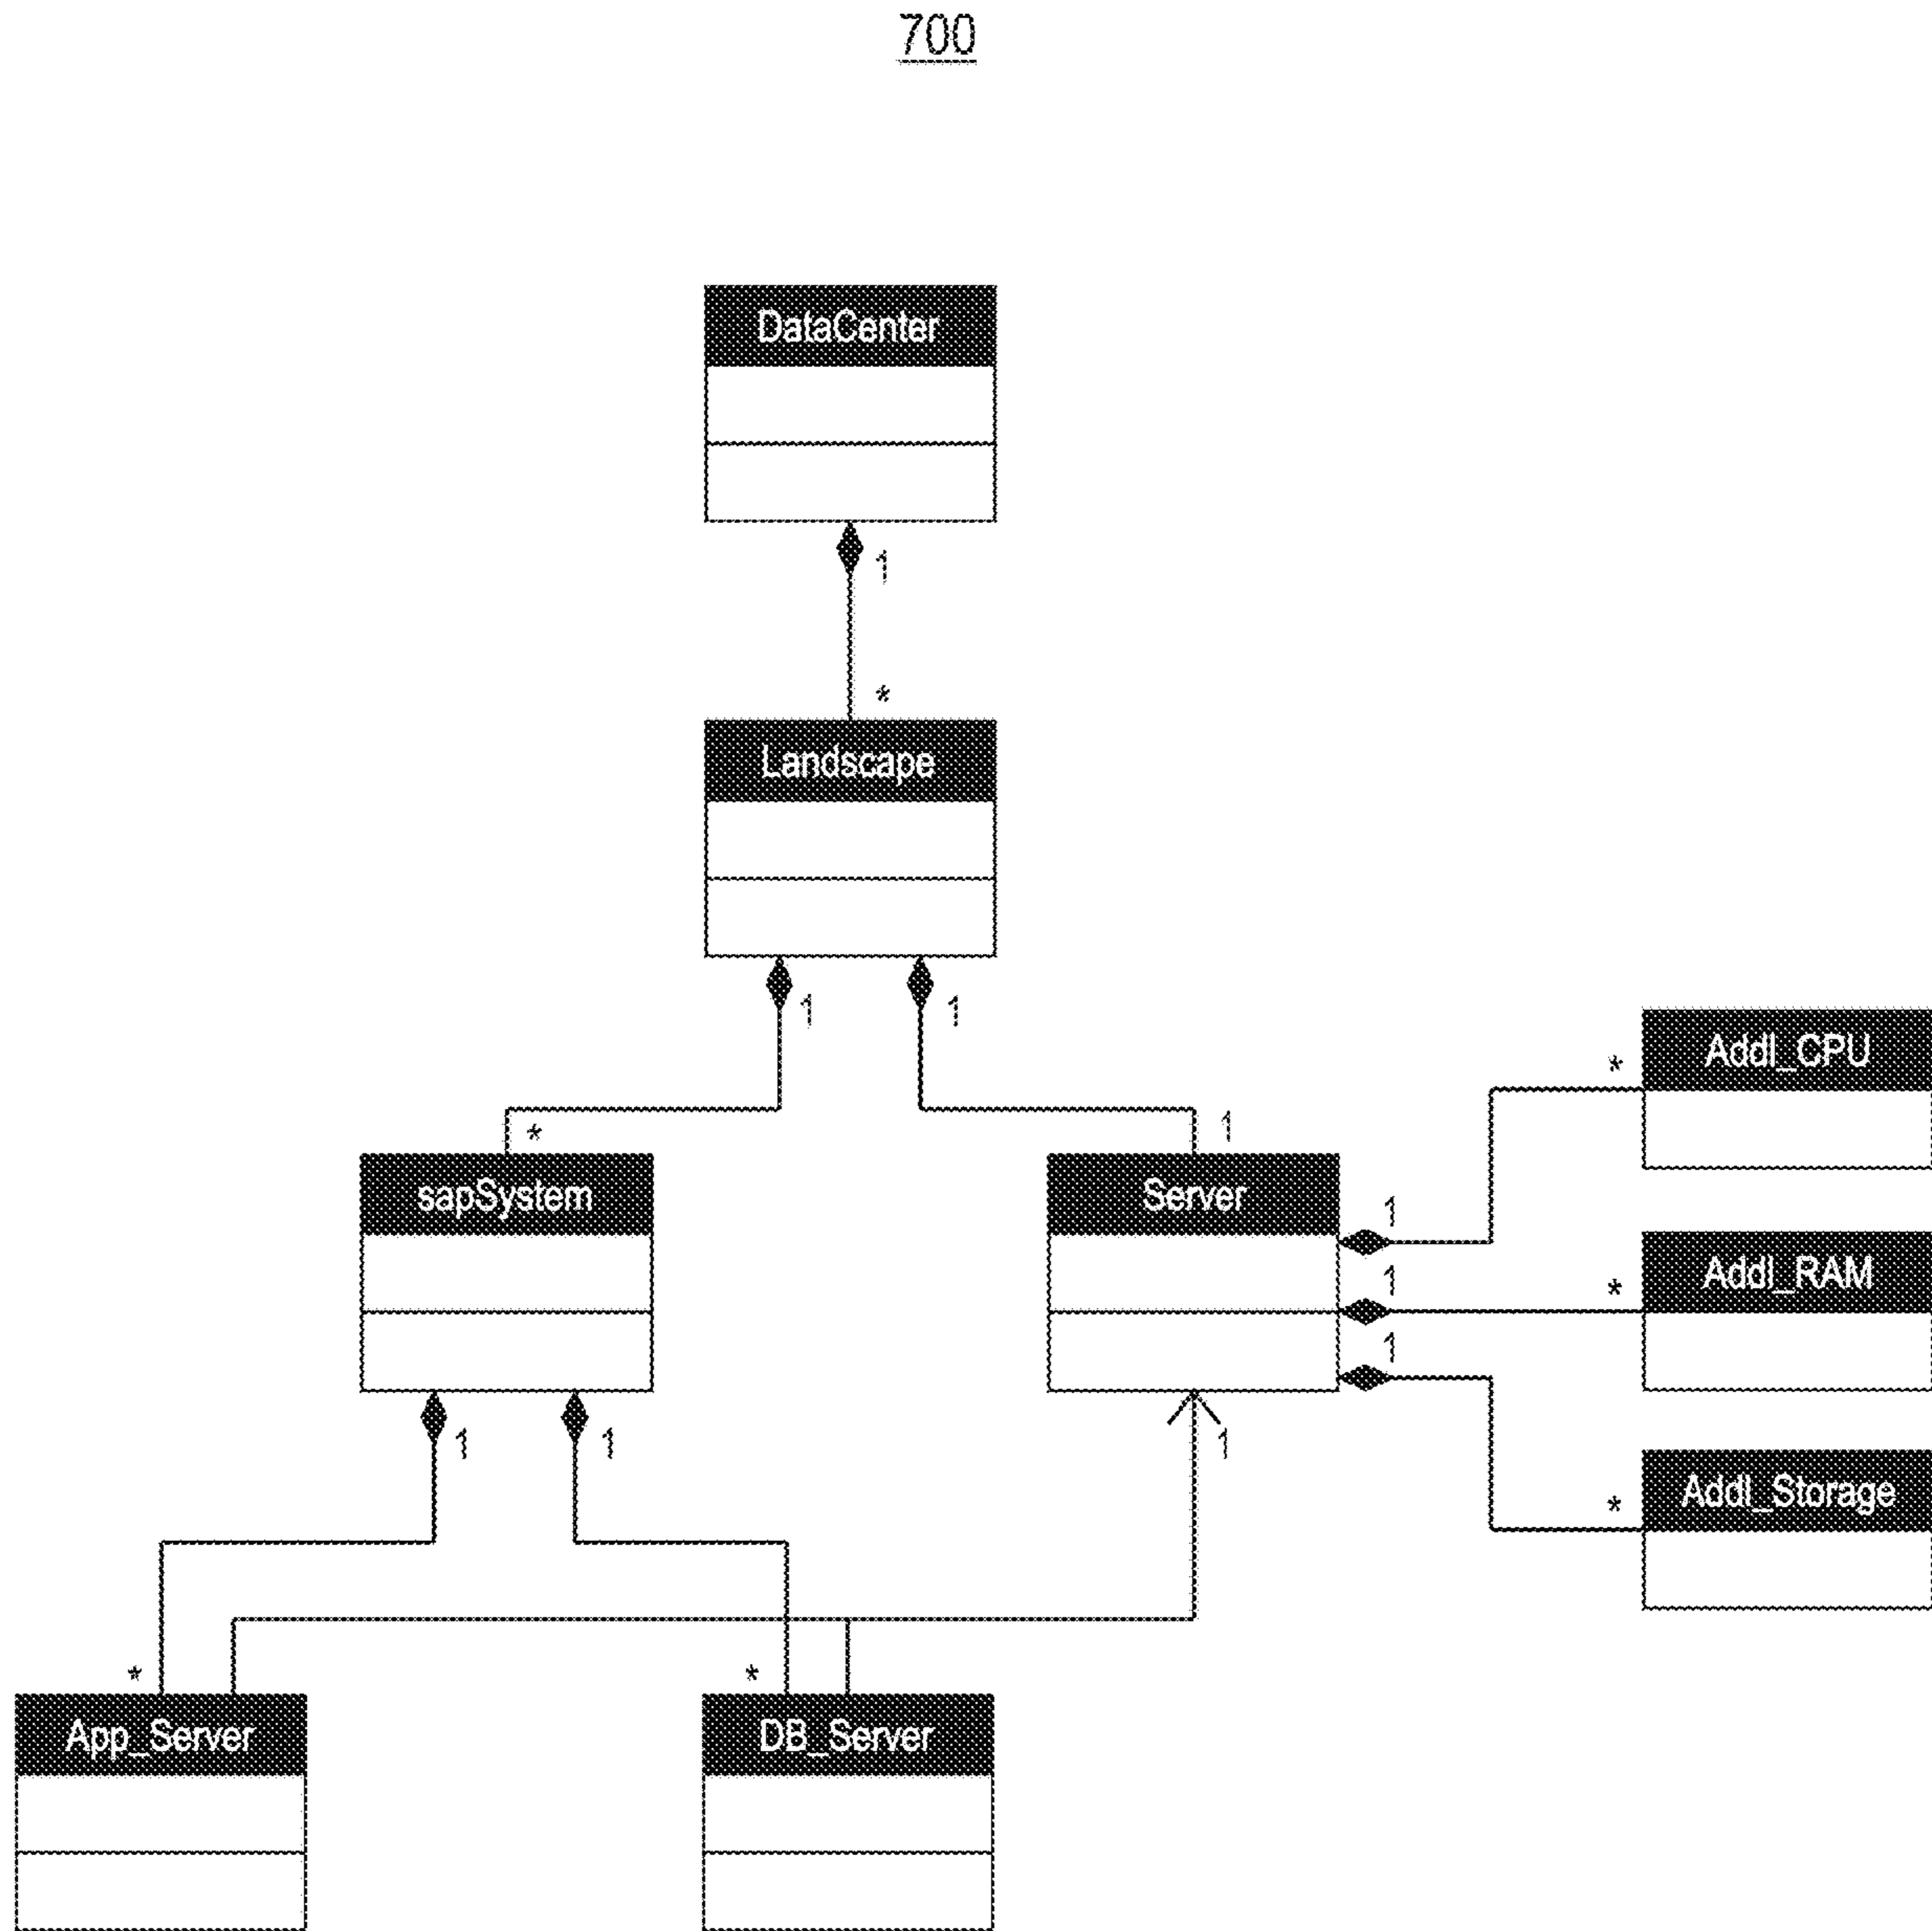 700
DataCenter
1
*
Landscape
1
1
*
1
sapSystem
Server
Addl_CPU
*
1
Addl_RAM
*
1
Addl_Storage
*
1
1
1
1
*
*
App_Server
DB_Server